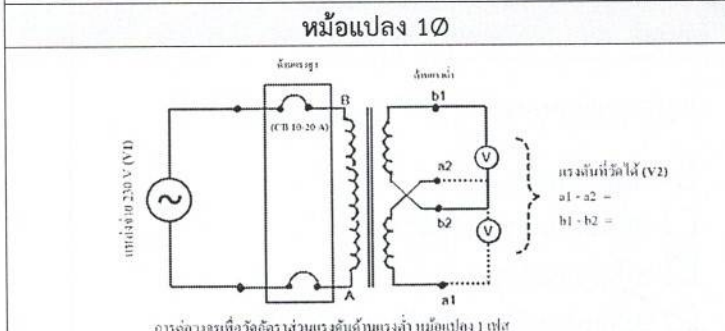 หม้อแปลง 1Ø
ด้านแรงสูง
ด้านแรงต่ำ
b1
B
(CB 10-20 A)
V
a2
แหล่งจ่าย 230 V (V1)
แรงดันที่วัดได้ (V2)
a1 - a2 =
b2
b1 - b2 =
V
A
a1
การต่อวงจรเพื่อวัดอัตราส่วนแรงดันด้านแรงต่ำ หม้อแปลง 1 เฟส